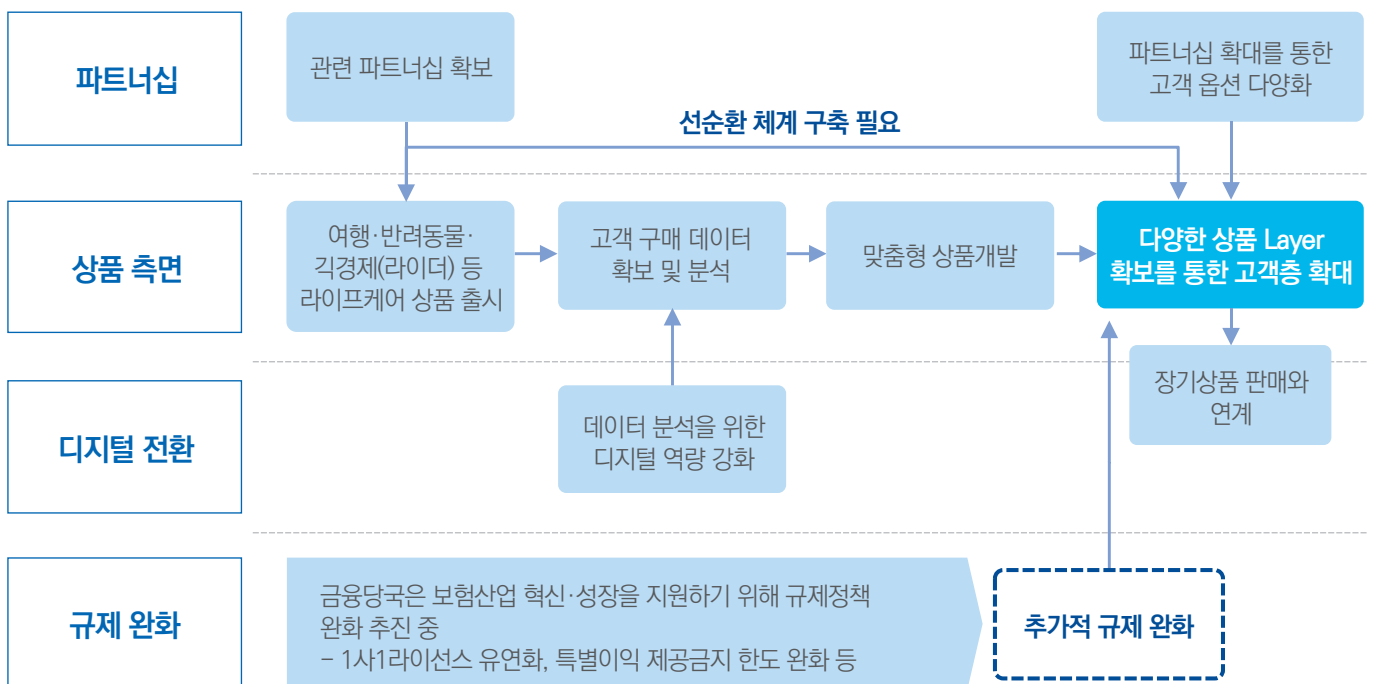 파트너십
관련 파트너십 확보
파트너십 확대를 통한
고객 옵션 다양화
선순환 체계 구축 필요
상품 측면
여행·반려동물·
긱경제(라이더) 등
라이프케어 상품 출시
고객 구매 데이터
확보 및 분석
맞춤형 상품개발
다양한 상품 Layer
확보를 통한 고객층 확대
디지털 전환
데이터 분석을 위한
디지털 역량 강화
장기상품 판매와
연계
규제 완화
금융당국은 보험산업 혁신·성장을 지원하기 위해 규제정책
완화 추진 중
- 1사1라이선스 유연화, 특별이익 제공금지 한도 완화 등
추가적 규제 완화